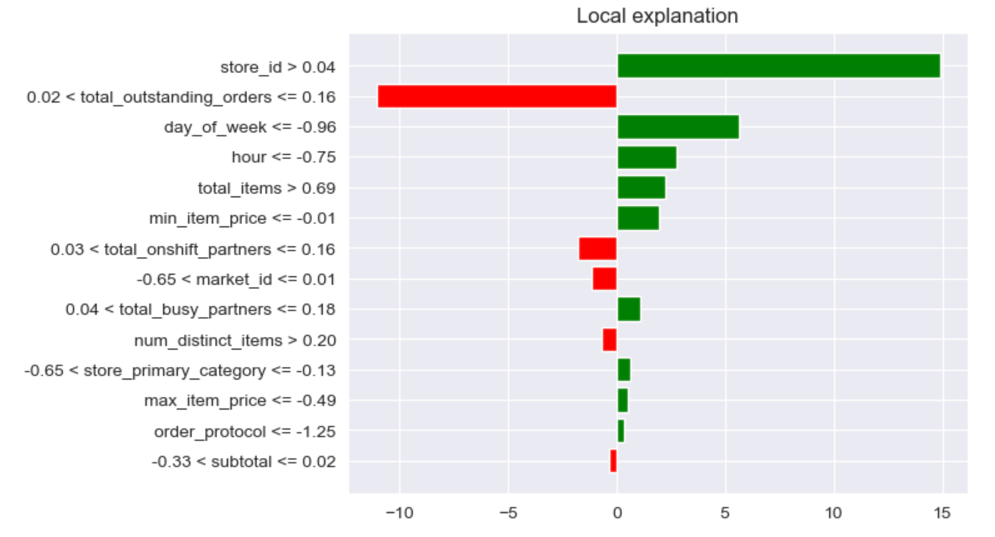 Local explanation
store_id > 0.04
0.02 < total_outstanding_orders <= 0.16
day_of_week <= -0.96
hour <= -0.75
total_items > 0.69
min_item_price <= -0.01
0.03 < total_onshift_partners <= 0.16
-0.65 < market_id <= 0.01
0.04 < total_busy_partners <= 0.18
num_distinct_items > 0.20
-0.65 < store_primary_category <= -0.13
max_item_price <= -0.49
order_protocol <= -1.25
-0.33 < subtotal <= 0.02
−10 −5 0 5 10 15